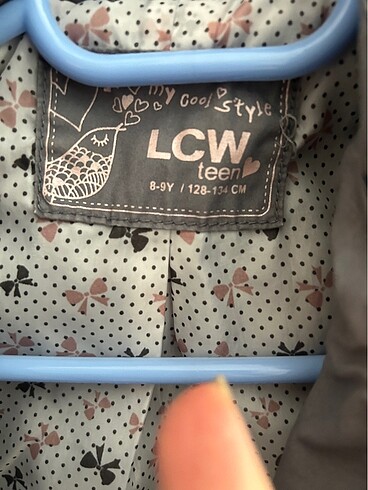 my Cool Style
LCW
teen
8-9Y / 128-134 CM